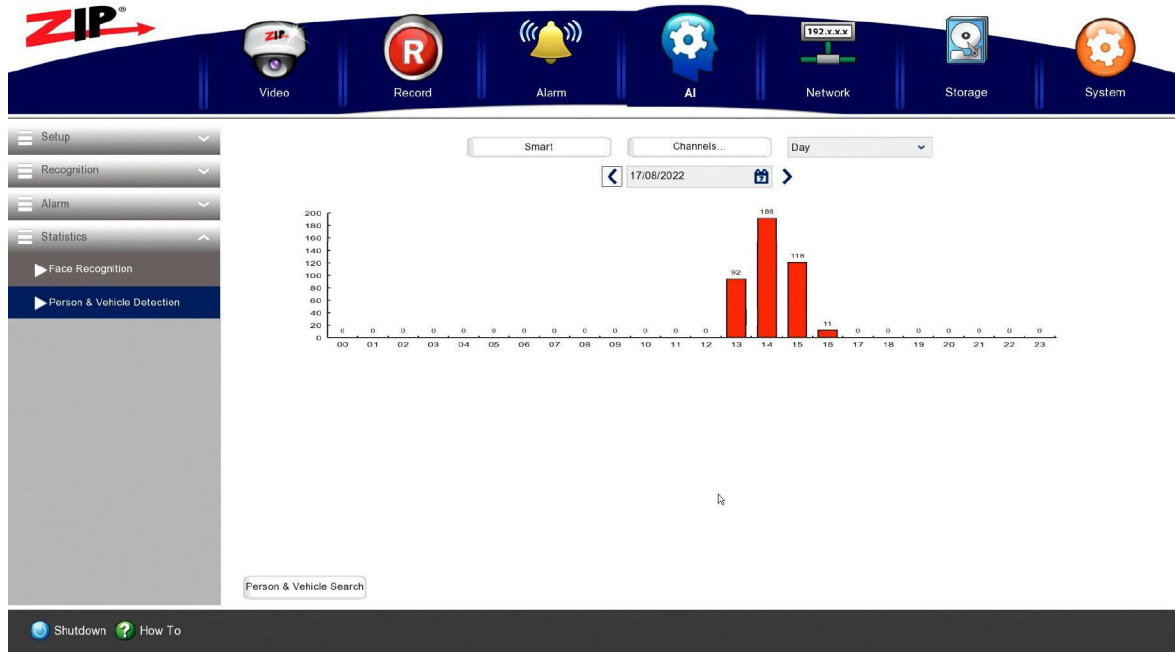 ZIP®
ZIP
R
192.x.x.x
Video
Record
Alarm
AI
Network
Storage
System
Setup
Recognition
Alarm
Statistics
Face Recognition
Person & Vehicle Detection
Smart
Channels...
Day
17/08/2022
7
200
180
160
140
120
100
80
60
40
20
0
0 0 0 0 0 0 0 0 0 0 0 0 0 92 188 118 11 0 0 0 0 0 0 0
00 01 02 03 04 05 06 07 08 09 10 11 12 13 14 15 16 17 18 19 20 21 22 23
Person & Vehicle Search
Shutdown
? How To